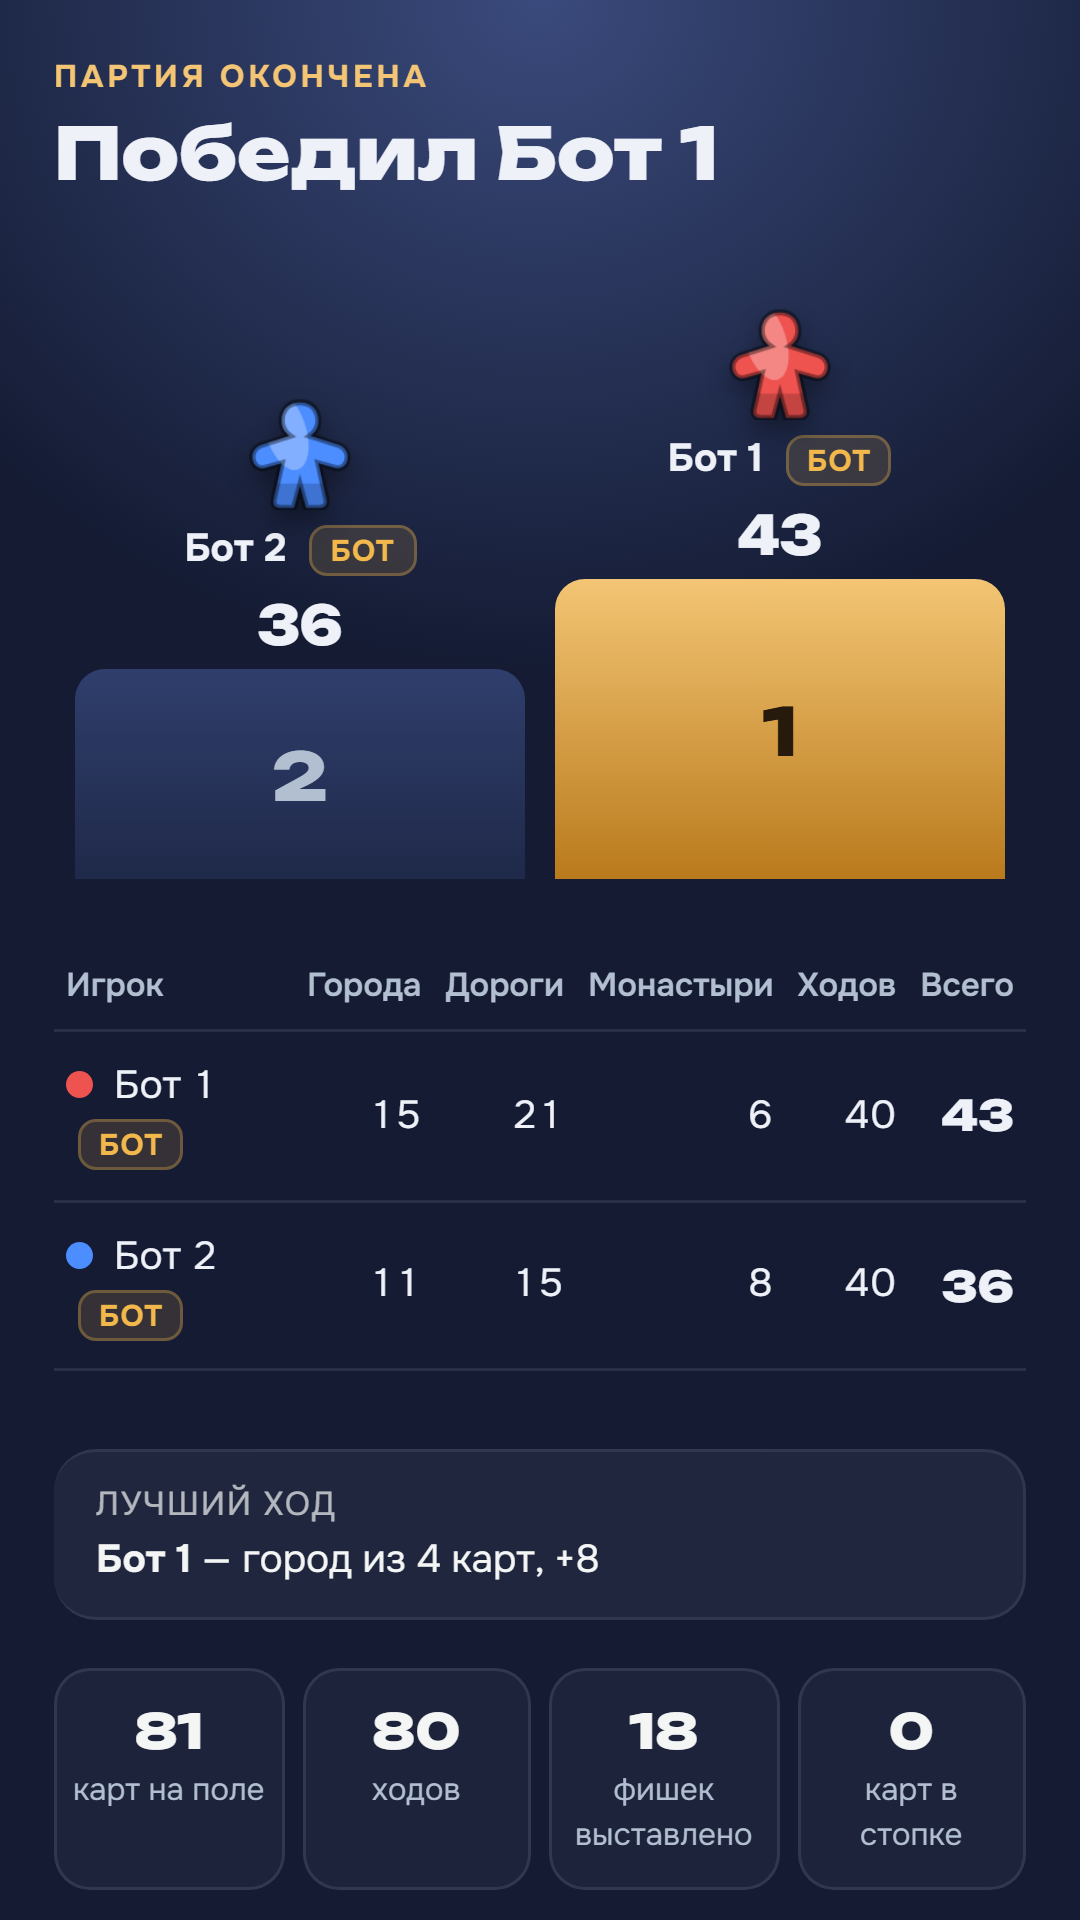 ПАРТИЯ ОКОНЧЕНА
Победил Бот 1
Бот 1 БОТ
43
Бот 2 БОТ
36
1
2
Игрок Города Дороги Монастыри Ходов Всего
Бот 1 15 21 6 40 43
БОТ
Бот 2 11 15 8 40 36
БОТ
ЛУЧШИЙ ХОД
Бот 1 — город из 4 карт, +8
81 80 18 0
карт на поле ходов фишек карт в
выставлено стопке